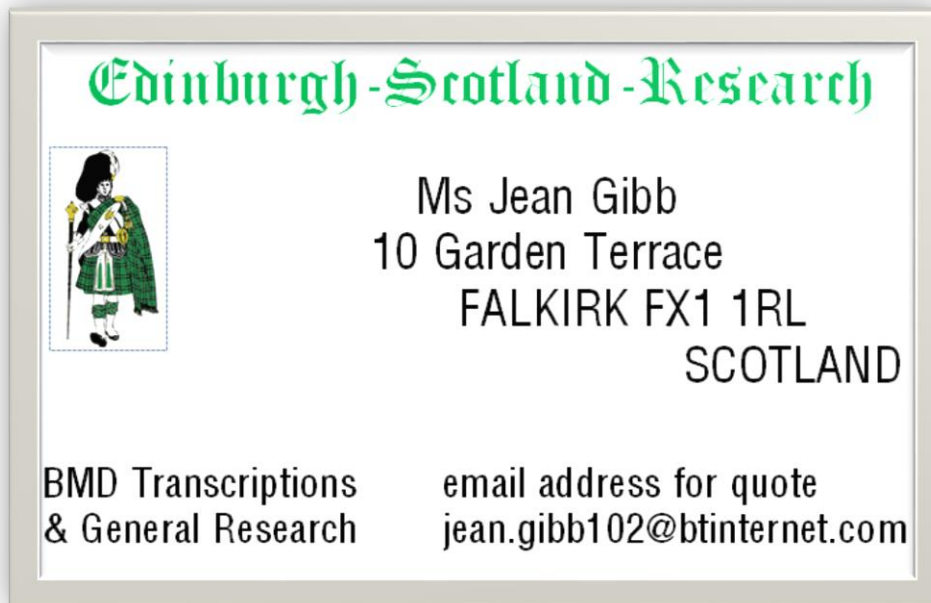 Edinburgh-Scotland-Research
Ms Jean Gibb
10 Garden Terrace
FALKIRK FX1 1RL
SCOTLAND
BMD Transcriptions
& General Research
email address for quote
jean.gibb102@btinternet.com